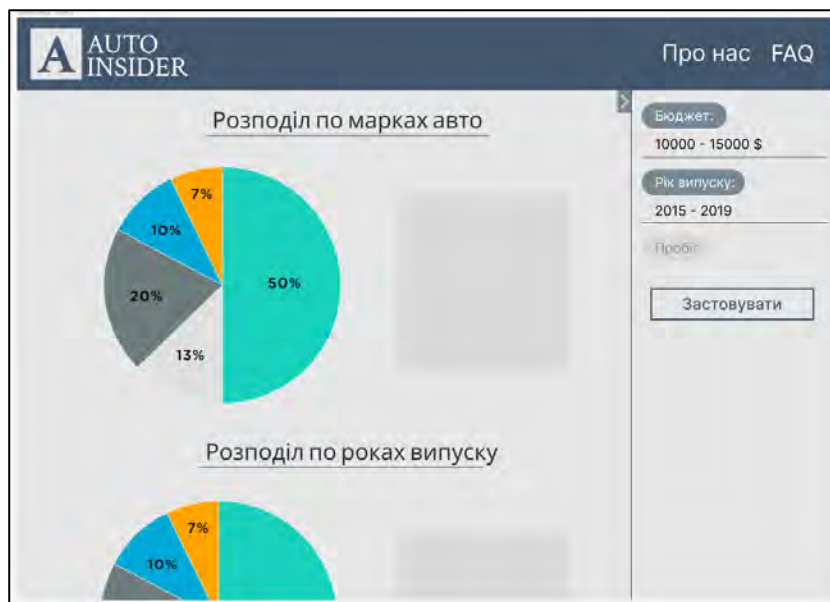 AUTO
INSIDER
Про нас FAQ
Розподіл по марках авто
7%
10%
50%
20%
13%
Розподіл по роках випуску
7%
10%
Бюджет:
10000 - 15000 $
Рік випуску:
2015 - 2019
Пробіг
Застовувати